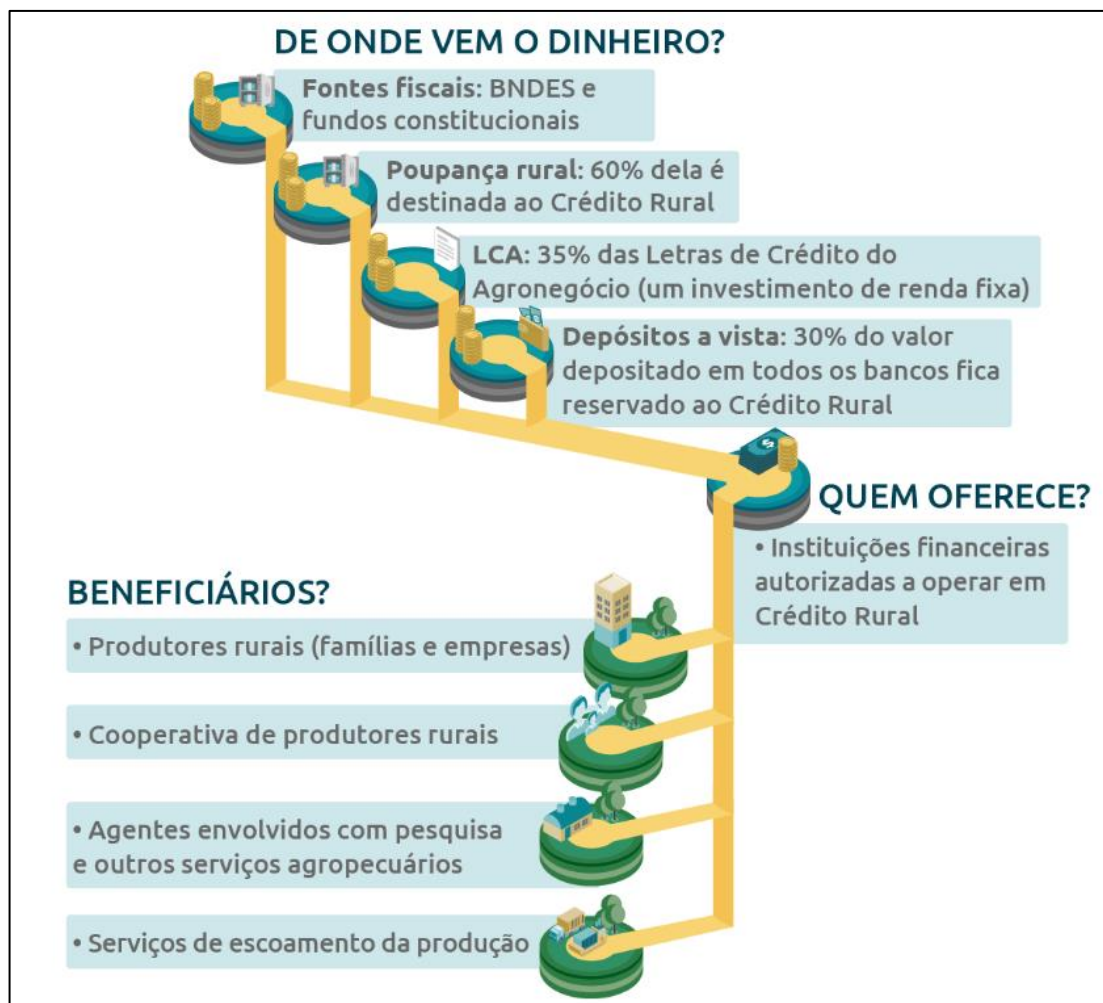 DE ONDE VEM O DINHEIRO?
Fontes fiscais: BNDES e
fundos constitucionais
Poupança rural: 60% dela é
destinada ao Crédito Rural
LCA: 35% das Letras de Crédito do
Agronegócio (um investimento de renda fixa)
Depósitos a vista: 30% do valor
depositado em todos os bancos fica
reservado ao Crédito Rural
QUEM OFERECE?
• Instituições financeiras
autorizadas a operar em
Crédito Rural
BENEFICIÁRIOS?
• Produtores rurais (famílias e empresas)
• Cooperativa de produtores rurais
• Agentes envolvidos com pesquisa
e outros serviços agropecuários
• Serviços de escoamento da produção